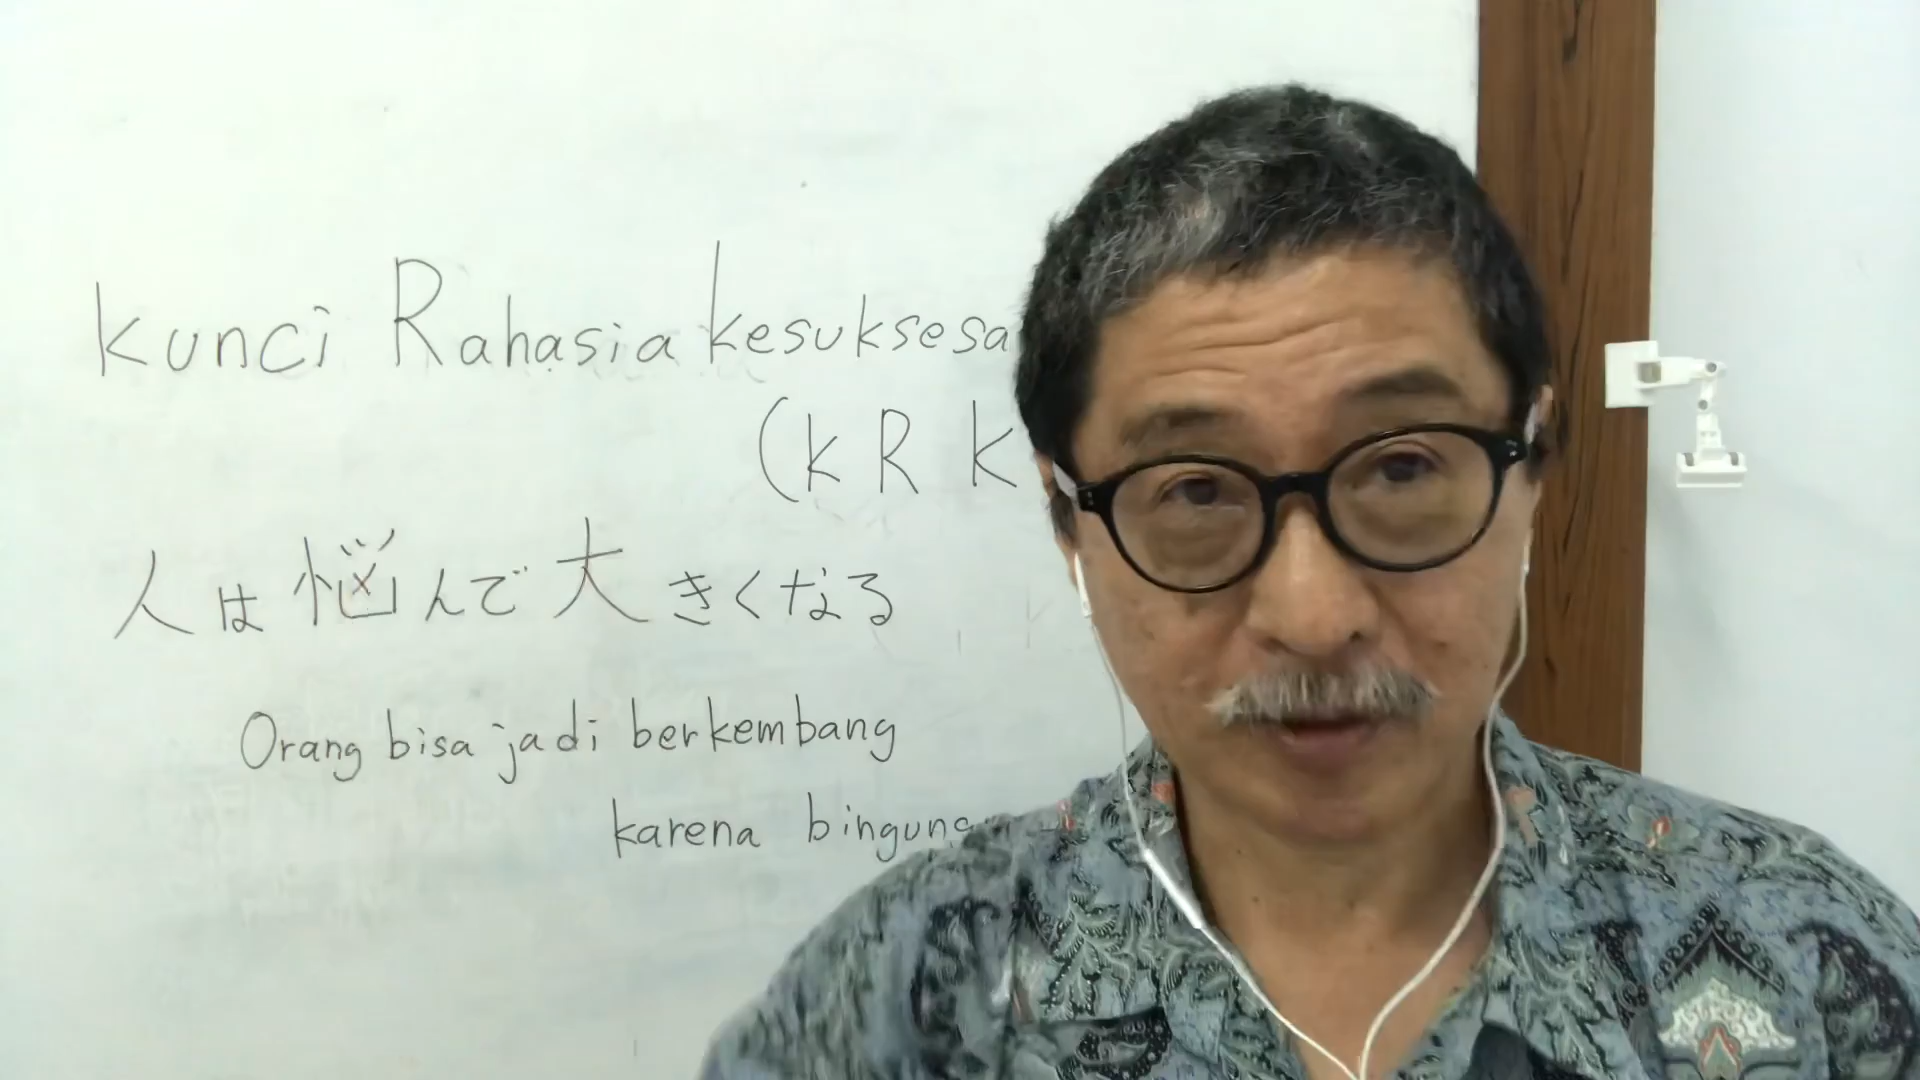 Kunci Rahasia kesuksesa
(KRK
人は悩んで大きくなる
Orang bisa jadi berkembang
karena bingung